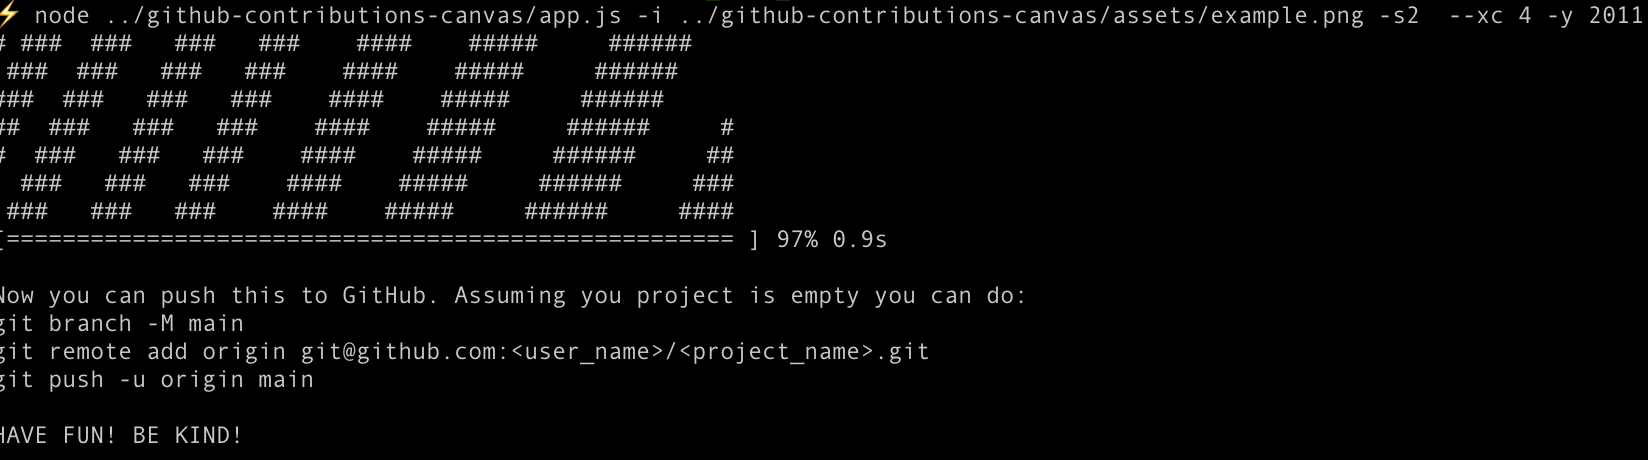 ⚡ node ../github-contributions-canvas/app.js -i ../github-contributions-canvas/assets/example.png -s2  --xc 4 -y 2011
# ###  ###   ###   ###    ####    #####     ######
 ###  ###   ###   ###    ####    #####     ######
###  ###   ###   ###    ####    #####     ######
##  ###   ###   ###    ####    #####     ######     #
#  ###   ###   ###    ####    #####     ######     ##
  ###   ###   ###    ####    #####     ######     ###
 ###   ###   ###    ####    #####     ######     ####
[==================================================== ] 97% 0.9s
Now you can push this to GitHub. Assuming you project is empty you can do:
git branch -M main
git remote add origin git@github.com:<user_name>/<project_name>.git
git push -u origin main
HAVE FUN! BE KIND!